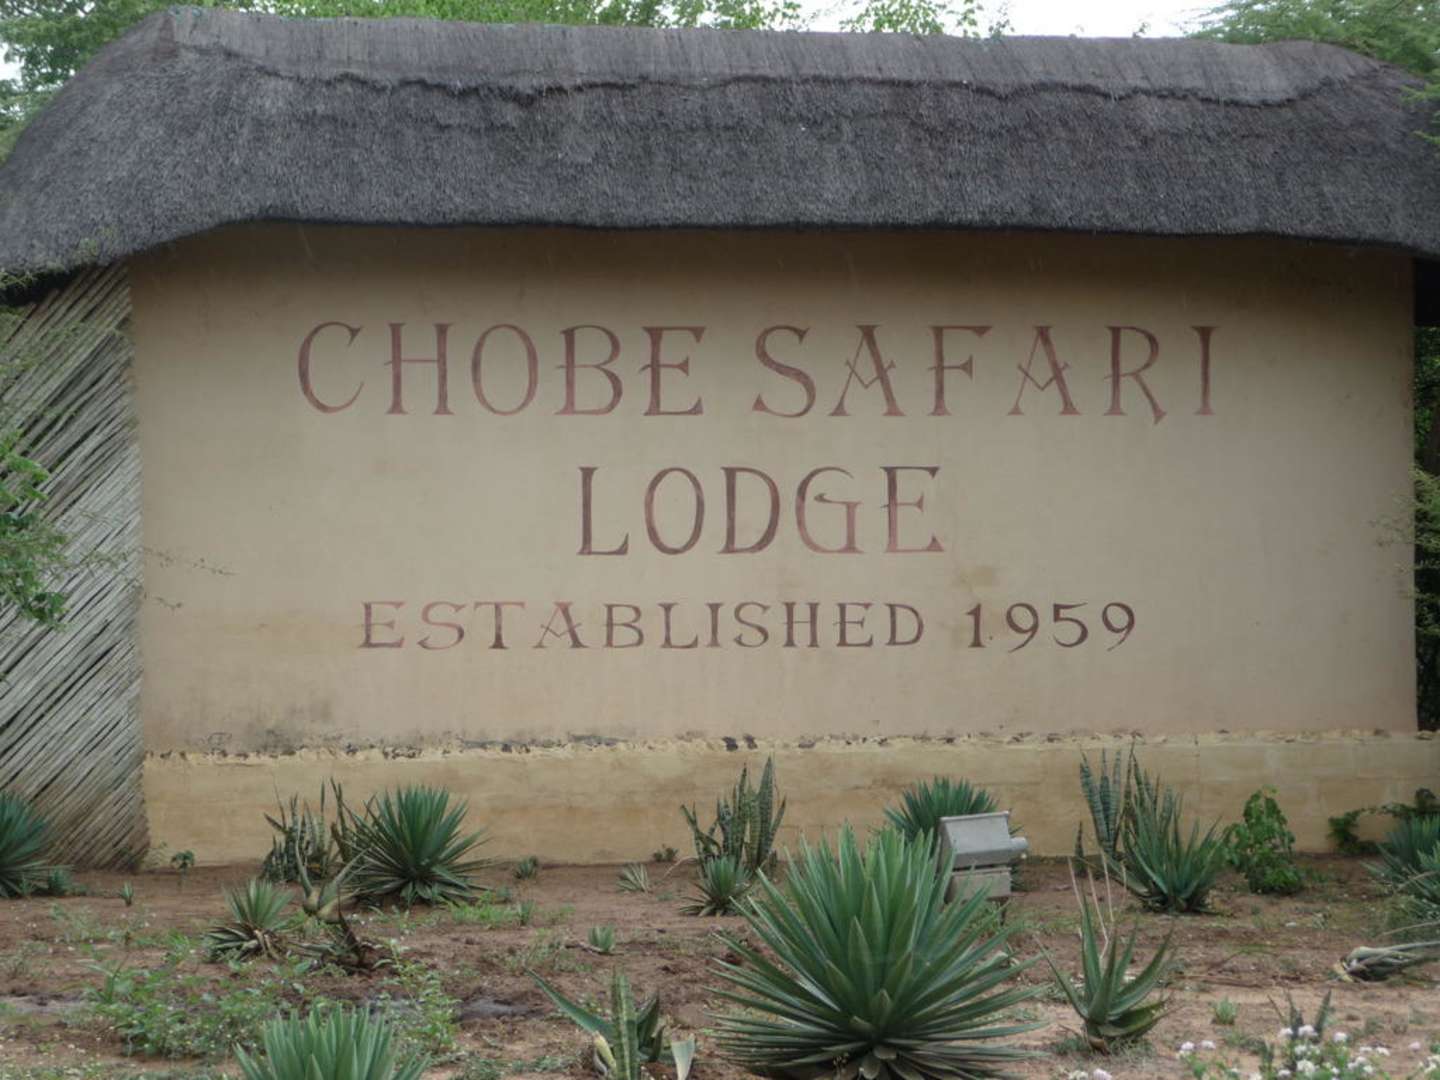 CHOBE SAFARI
LODGE
ESTABLISHED 1959